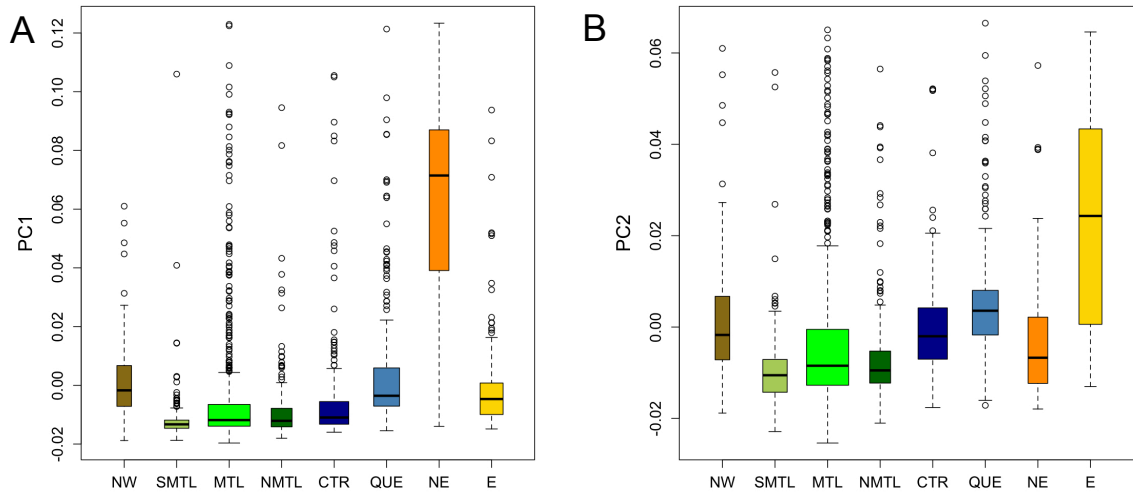 A
PC1
0.12
0.10
0.08
0.06
0.04
0.02
0.00
-0.02
NW SMTL MTL NMTL CTR QUE NE E
B
PC2
0.06
0.04
0.02
0.00
-0.02
NW SMTL MTL NMTL CTR QUE NE E